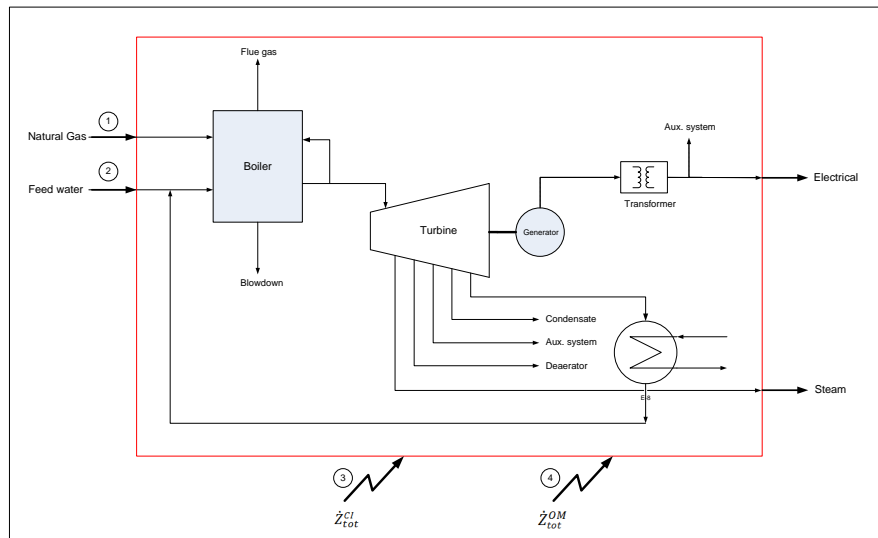 Flue gas
1
Natural Gas
Aux. system
2
Boiler
Feed water
Electrical
Transformer
Turbine
Generator
Blowdown
Condensate
Aux. system
Deaerator
Steam
3
4
Ż_tot^CI
Ż_tot^OM